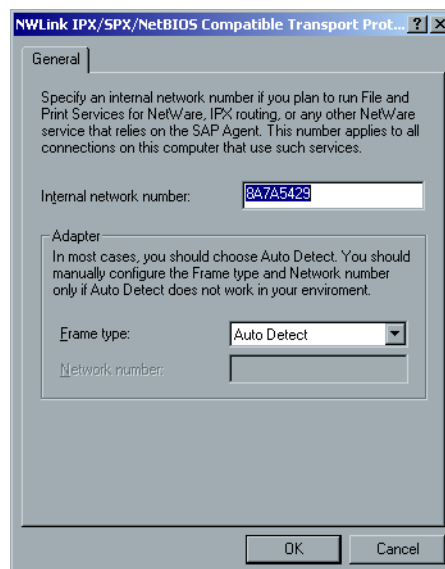 NWLink IPX/SPX/NetBIOS Compatible Transport Prot...
General
Specify an internal network number if you plan to run File and
Print Services for NetWare, IPX routing, or any other NetWare
service that relies on the SAP Agent. This number applies to all
connections on this computer that use such services.
Internal network number: 8A7A5429
Adapter
In most cases, you should choose Auto Detect. You should
manually configure the Frame type and Network number
only if Auto Detect does not work in your enviroment.
Frame type: Auto Detect
Network number:
OK Cancel